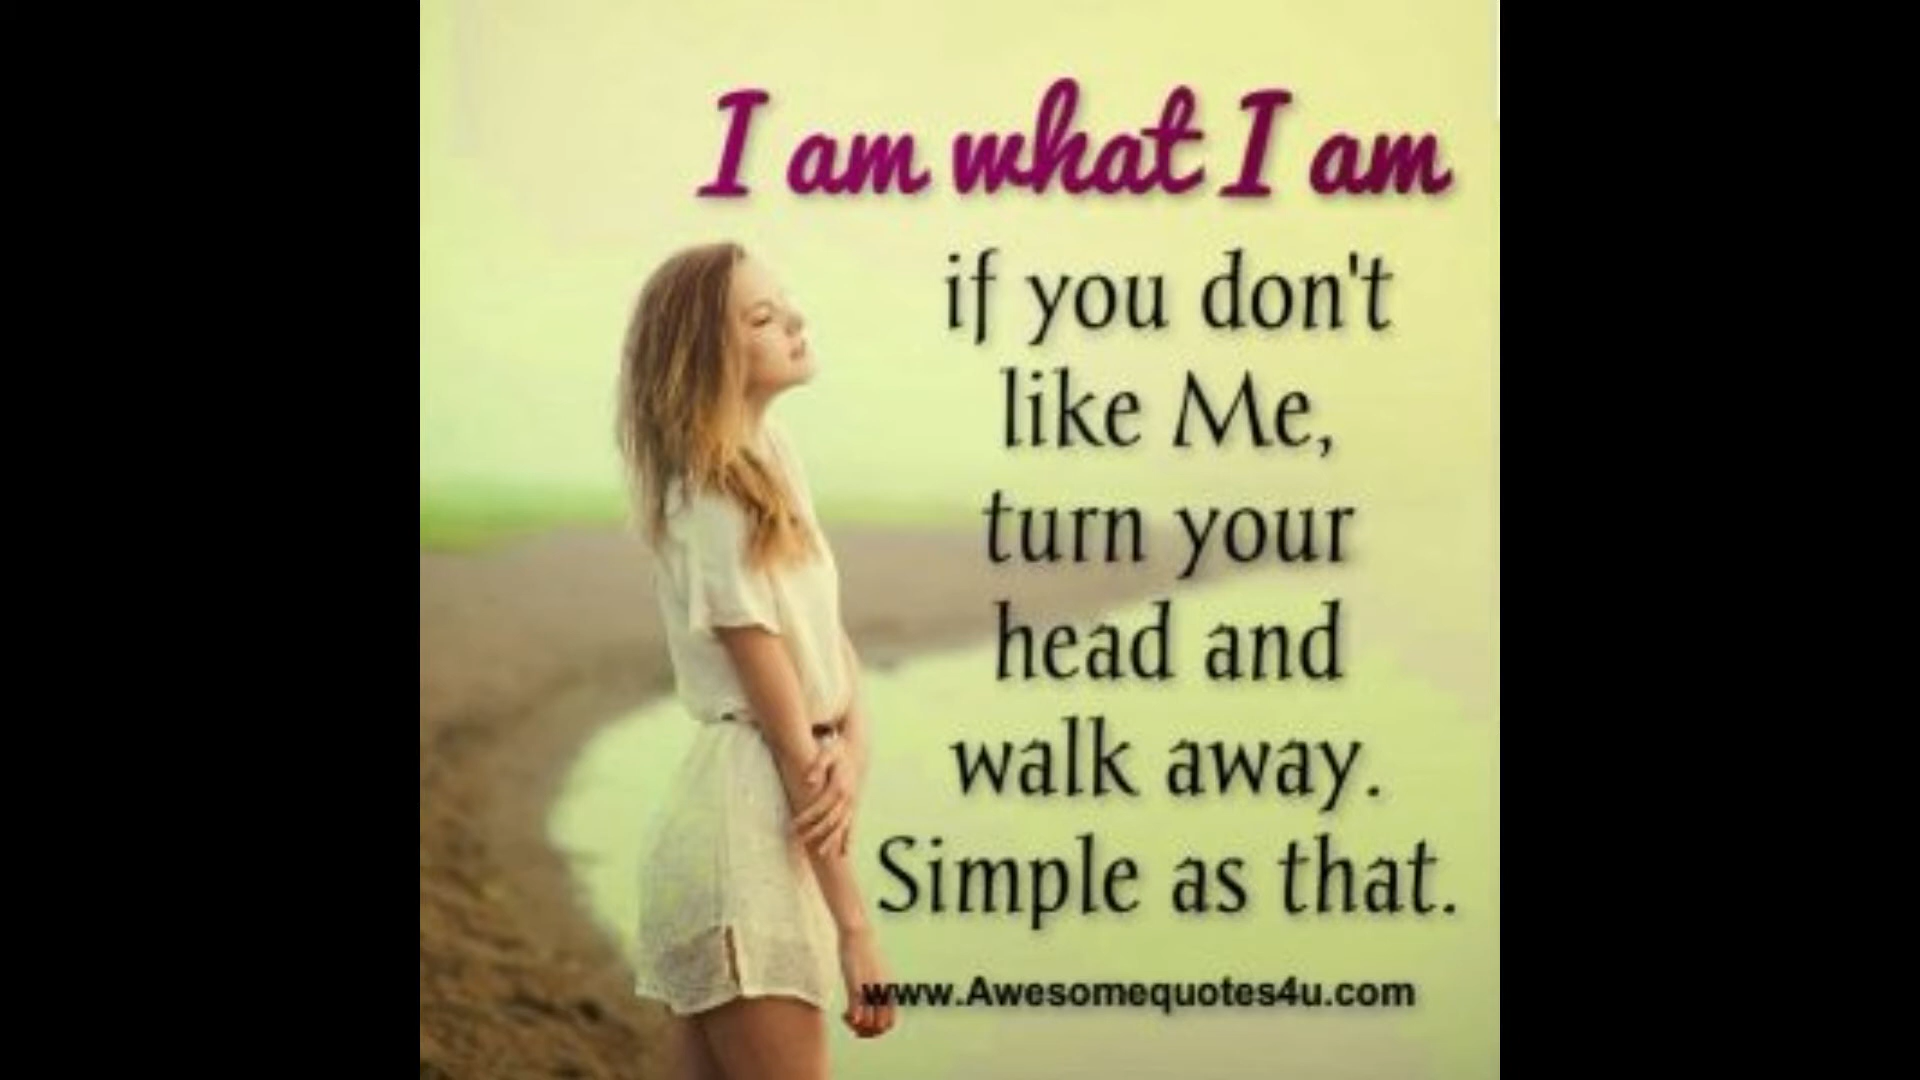 I am what I am
if you don't
like Me,
turn your
head and
walk away.
Simple as that.
www.Awesomequotes4u.com